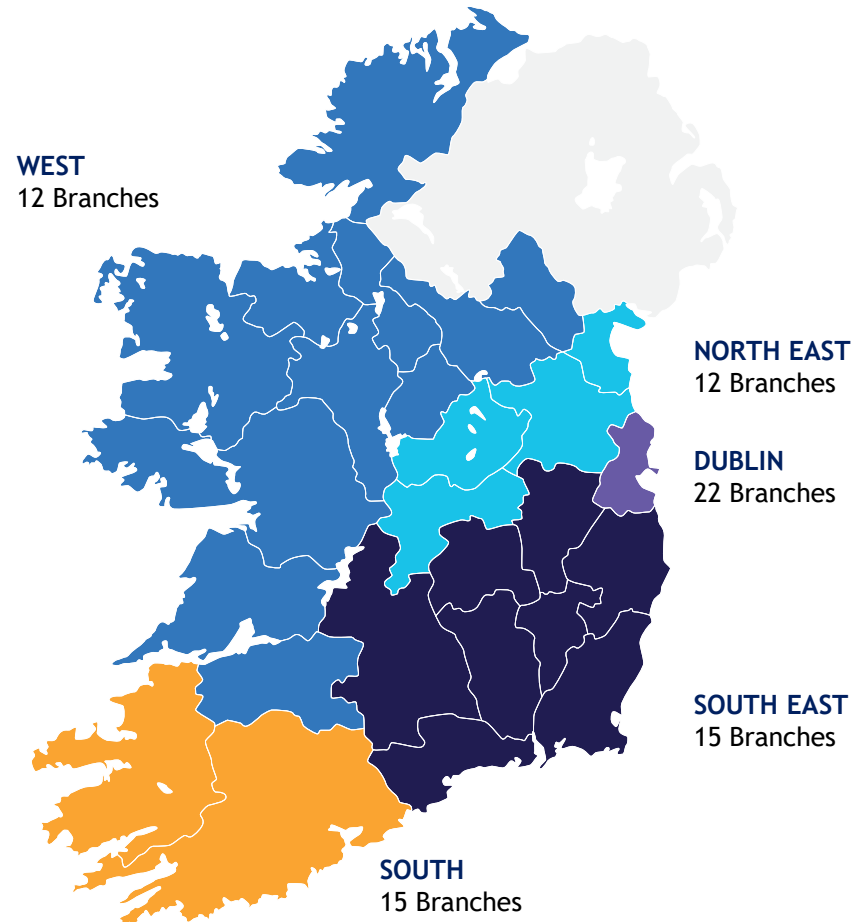 WEST
12 Branches
NORTH EAST
12 Branches
DUBLIN
22 Branches
SOUTH EAST
15 Branches
SOUTH
15 Branches